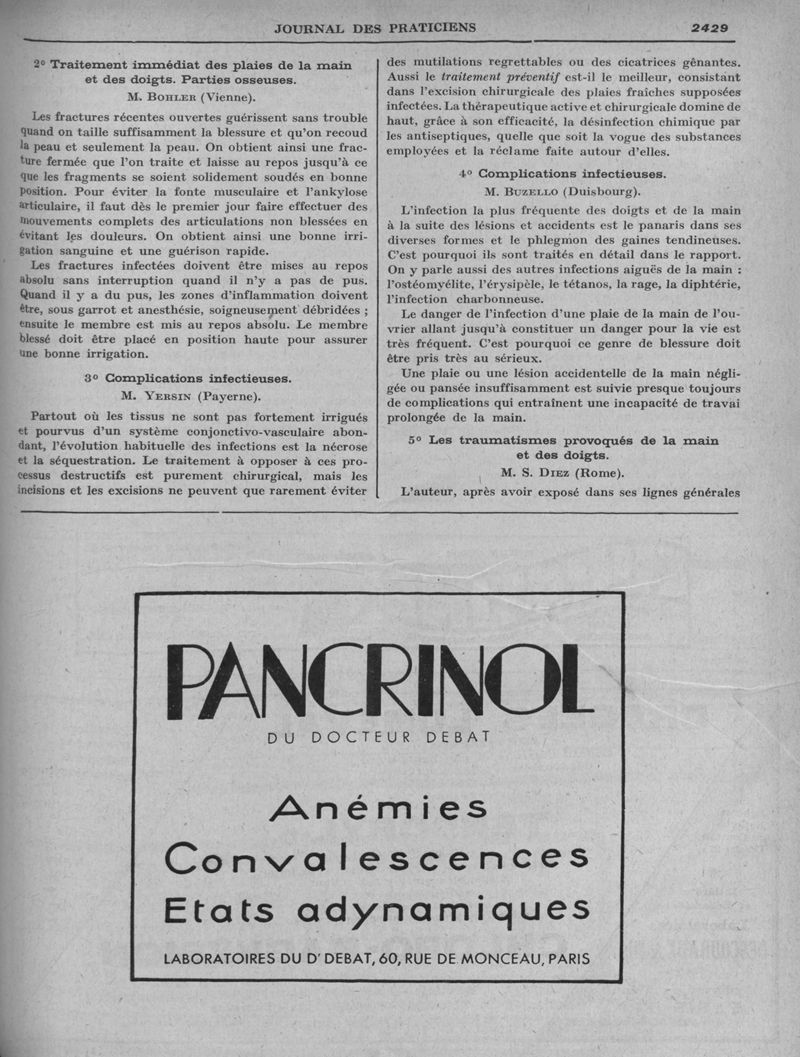 JOURNAL DES PRATICIENS 2429
2º Traitement immédiat des plaies de la main
et des doigts. Parties osseuses.
M. BOHLER (Vienne).
Les fractures récentes ouvertes guérissent sans trouble
quand on taille suffisamment la blessure et qu'on recoud
la peau et seulement la peau. On obtient ainsi une frac-
ture fermée que l'on traite et laisse au repos jusqu'à ce
que les fragments se soient solidement soudés en bonne
position. Pour éviter la fonte musculaire et l'ankylose
articulaire, il faut dès le premier jour faire effectuer des
mouvements complets des articulations non blessées en
évitant les douleurs. On obtient ainsi une bonne irri-
gation sanguine et une guérison rapide.
Les fractures infectées doivent être mises au repos
absolu sans interruption quand il n'y a pas de pus.
Quand il y a du pus, les zones d'inflammation doivent
être, sous garrot et anesthésie, soigneusement débridées ;
ensuite le membre est mis au repos absolu. Le membre
blessé doit être placé en position haute pour assurer
une bonne irrigation.
3º Complications infectieuses.
M. YERSIN (Payerne).
Partout où les tissus ne sont pas fortement irrigués
et pourvus d'un système conjonctivo-vasculaire abon-
dant, l'évolution habituelle des infections est la nécrose
et la séquestration. Le traitement à opposer à ces pro-
cessus destructifs est purement chirurgical, mais les
incisions et les excisions ne peuvent que rarement éviter
des mutilations regrettables ou des cicatrices gênantes.
Aussi le traitement préventif est-il le meilleur, consistant
dans l'excision chirurgicale des plaies fraîches supposées
infectées. La thérapeutique active et chirurgicale domine de
haut, grâce à son efficacité, la désinfection chimique par
les antiseptiques, quelle que soit la vogue des substances
employées et la réclame faite autour d'elles.
4º Complications infectieuses.
M. BUZELLO (Duisbourg).
L'infection la plus fréquente des doigts et de la main
à la suite des lésions et accidents est le panaris dans ses
diverses formes et le phlegmon des gaines tendineuses.
C'est pourquoi ils sont traités en détail dans le rapport.
On y parle aussi des autres infections aiguës de la main :
l'ostéomyélite, l'érysipèle, le tétanos, la rage, la diphtérie,
l'infection charbonneuse.
Le danger de l'infection d'une plaie de la main de l'ou-
vrier allant jusqu'à constituer un danger pour la vie est
très fréquent. C'est pourquoi ce genre de blessure doit
être pris très au sérieux.
Une plaie ou une lésion accidentelle de la main négli-
gée ou pansée insuffisamment est suivie presque toujours
de complications qui entraînent une incapacité de travai
prolongée de la main.
5º Les traumatismes provoqués de la main
et des doigts.
M. S. DIEZ (Rome).
L'auteur, après avoir exposé dans ses lignes générales
PANCRINOL
DU DOCTEUR DEBAT
Anémies
Convalescences
Etats adynamiques
LABORATOIRES DU Dr DEBAT, 60, RUE DE MONCEAU, PARIS